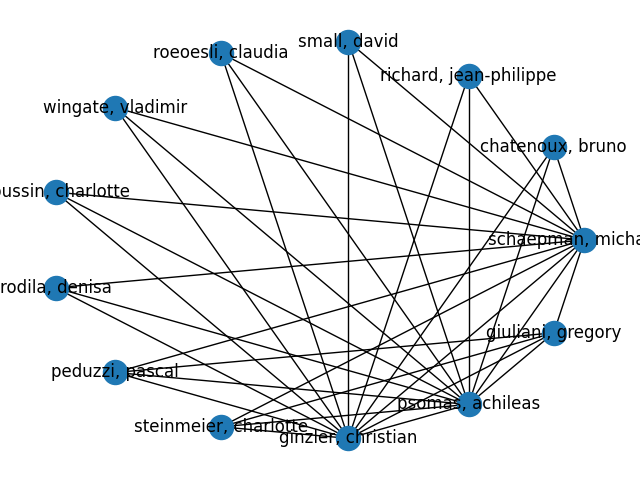 small, david
roeoesli, claudia
richard, jean-philippe
wingate, vladimir
chatenoux, bruno
oussin, charlotte
schaepman, micha
rodila, denisa
giuliani, gregory
peduzzi, pascal
psomas, achileas
steinmeier, charlotte
ginzler, christian